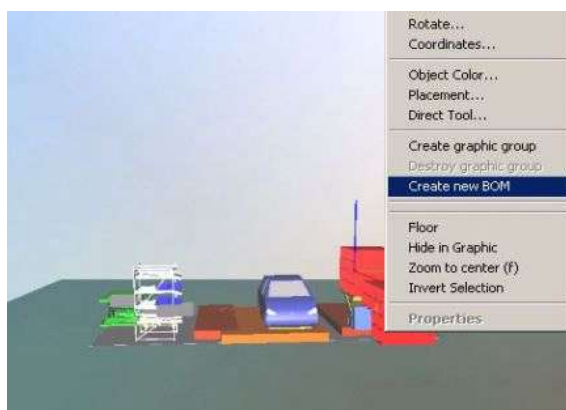 Rotate...
Coordinates...
Object Color...
Placement...
Direct Tool...
Create graphic group
Destroy graphic group
Create new BOM
Floor
Hide in Graphic
Zoom to center (f)
Invert Selection
Properties